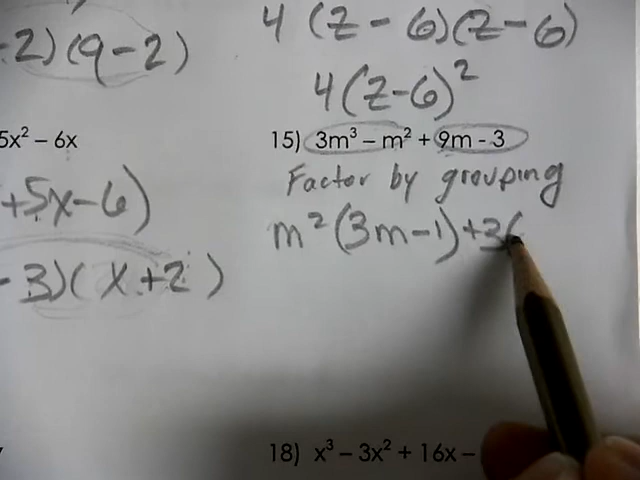 -2)(9-2)
5x² – 6x
+5x-6)
-3)(x+2)
4(z-6)(z-6)
4(z-6)²
15) 3m³ – m² + 9m - 3
Factor by grouping
m²(3m-1)+3(
18) x³ – 3x² + 16x –